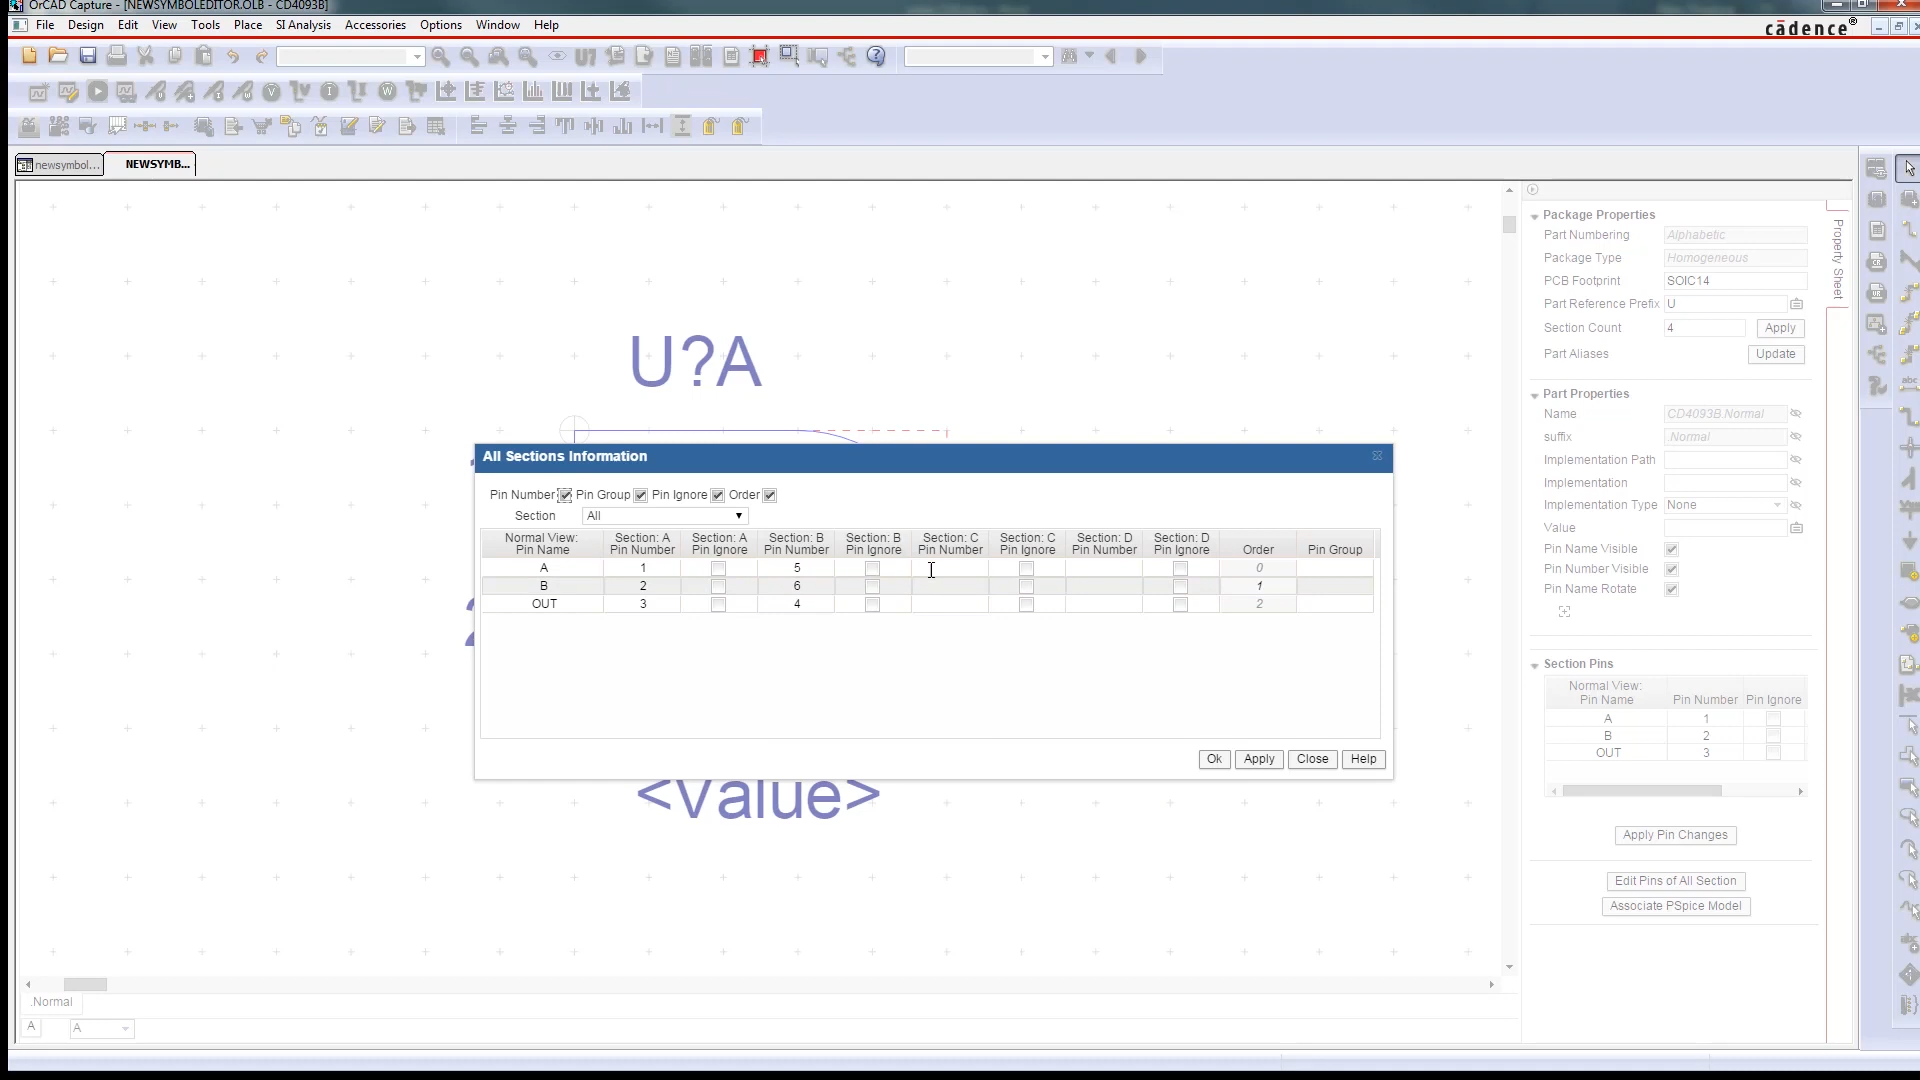 OrCAD Capture - [NEWSYMBOLEDITOR.OLB - CD4093B]
File Design Edit View Tools Place SI Analysis Accessories Options Window Help
cādence®
newsymbol... NEWSYMB...
U?A
<Value>
All Sections Information
Pin Number Pin Group Pin Ignore Order
Section All
Normal View: Pin Name Section: A Pin Number Section: A Pin Ignore Section: B Pin Number Section: B Pin Ignore Section: C Pin Number Section: C Pin Ignore Section: D Pin Number Section: D Pin Ignore Order Pin Group
A 1 5 0
B 2 6 1
OUT 3 4 2
Ok Apply Close Help
Property Sheet
Package Properties
Part Numbering Alphabetic
Package Type Homogeneous
PCB Footprint SOIC14
Part Reference Prefix U
Section Count 4 Apply
Part Aliases Update
Part Properties
Name CD4093B.Normal
suffix .Normal
Implementation Path
Implementation
Implementation Type None
Value
Pin Name Visible
Pin Number Visible
Pin Name Rotate
Section Pins
Normal View: Pin Name Pin Number Pin Ignore
A 1
B 2
OUT 3
Apply Pin Changes
Edit Pins of All Section
Associate PSpice Model
.Normal
A A